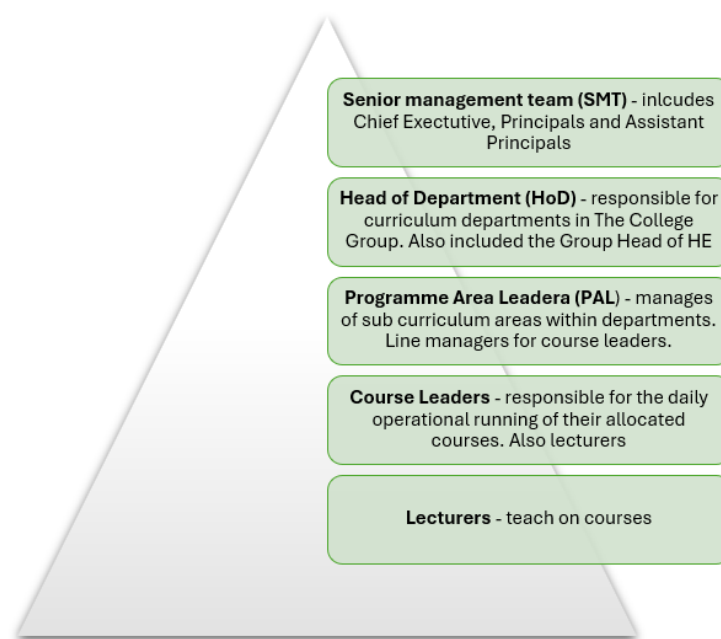 Senior management team (SMT) - inlcudes
Chief Exectutive, Principals and Assistant
Principals
Head of Department (HoD) - responsible for
curriculum departments in The College
Group. Also included the Group Head of HE
Programme Area Leadera (PAL) - manages
of sub curriculum areas within departments.
Line managers for course leaders.
Course Leaders - responsible for the daily
operational running of their allocated
courses. Also lecturers
Lecturers - teach on courses